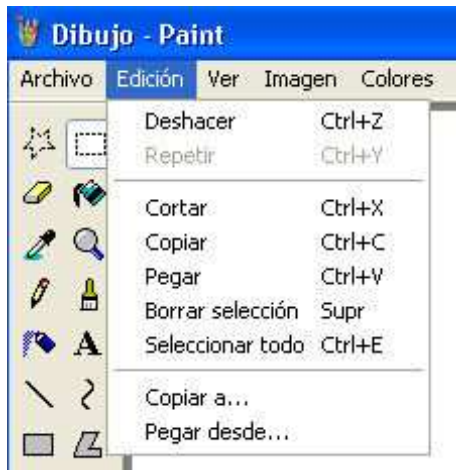 Dibujo - Paint
Archivo Edición Ver Imagen Colores
Deshacer Ctrl+Z
Repetir Ctrl+Y
Cortar Ctrl+X
Copiar Ctrl+C
Pegar Ctrl+V
Borrar selección Supr
Seleccionar todo Ctrl+E
A
Copiar a...
Pegar desde...